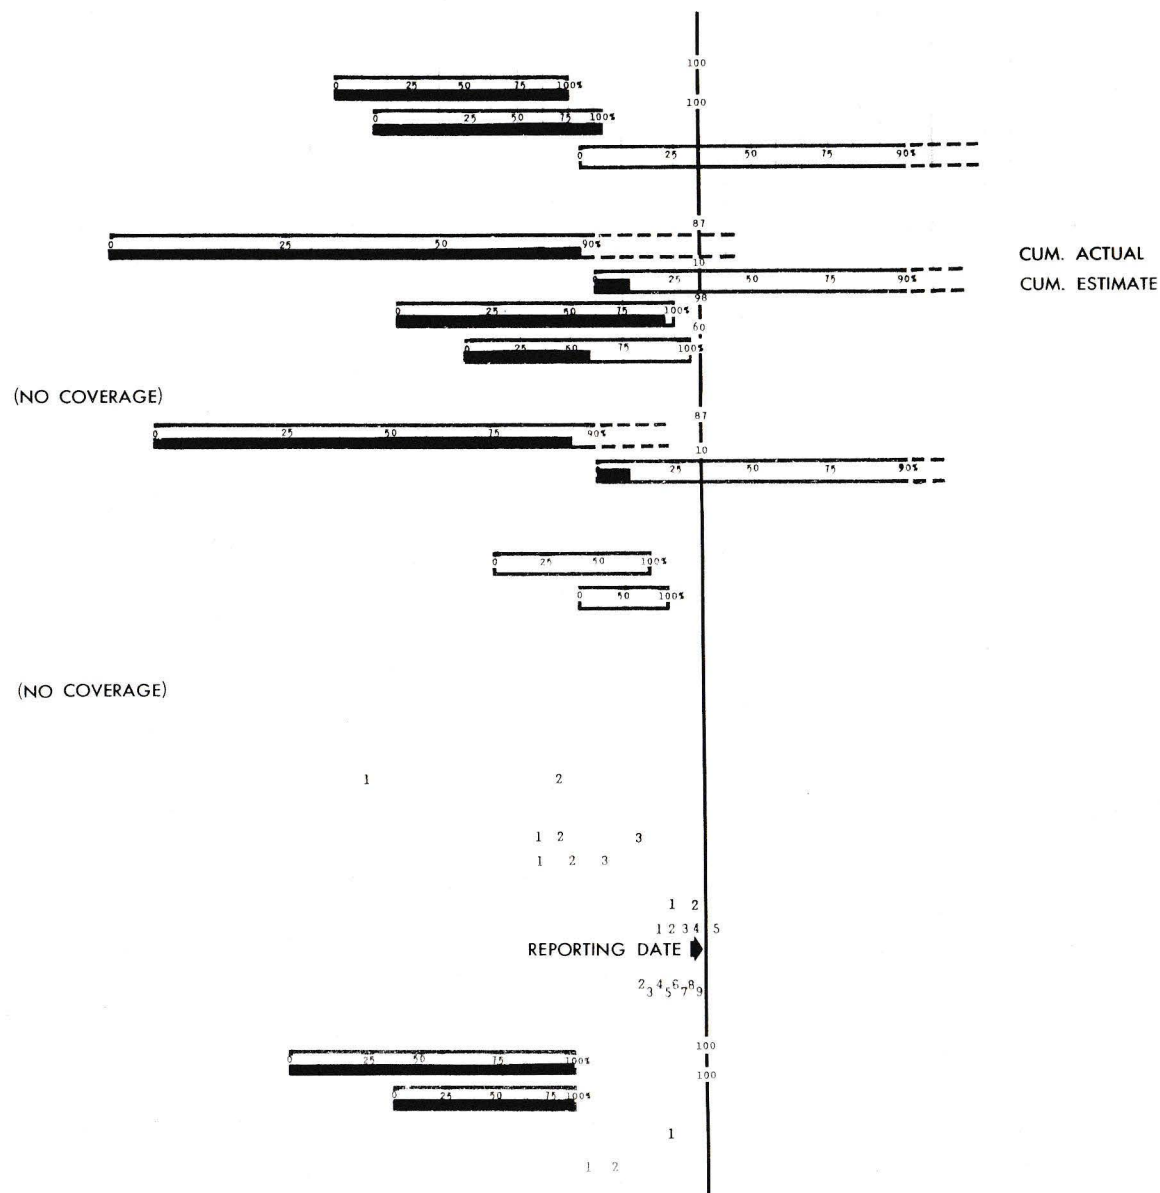 100
0 25 50 75 100%
100
0 25 50 75 100%
0 25 50 75 90%
87
0 25 50 90%
CUM. ACTUAL
10
0 25 50 75 90%
CUM. ESTIMATE
98
0 25 50 75 100%
60
0 25 50 75 100%
(NO COVERAGE)
87
0 25 50 75 90%
10
25 50 75 90%
0 25 50 100%
0 50 100%
(NO COVERAGE)
1 2
1 2 3
1 2 3
1 2
1 2 3 4 5
REPORTING DATE
2 3 4 5 6 7 8 9
100
0 25 50 75 100%
100
0 25 50 75 100%
1
1 2